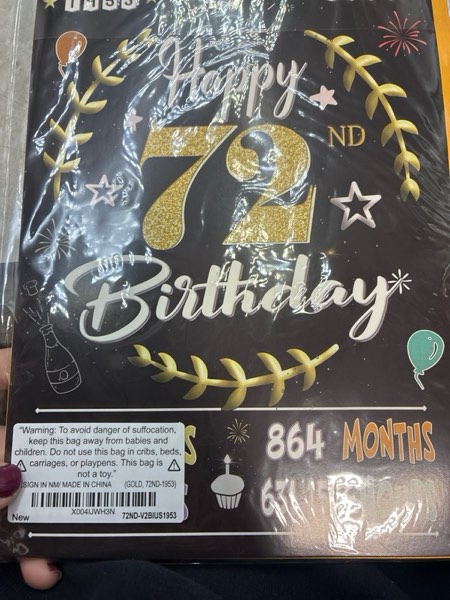 1953
Happy
72 ND
Birthday
864 MONTHS
"Warning: To avoid danger of suffocation,
keep this bag away from babies and
children. Do not use this bag in cribs, beds,
carriages, or playpens. This bag is
not a toy."
SIGN IN NM/ MADE IN CHINA (GOLD, 72ND-1953)
X004IJWH3N
New 72ND-V2BIUS1953